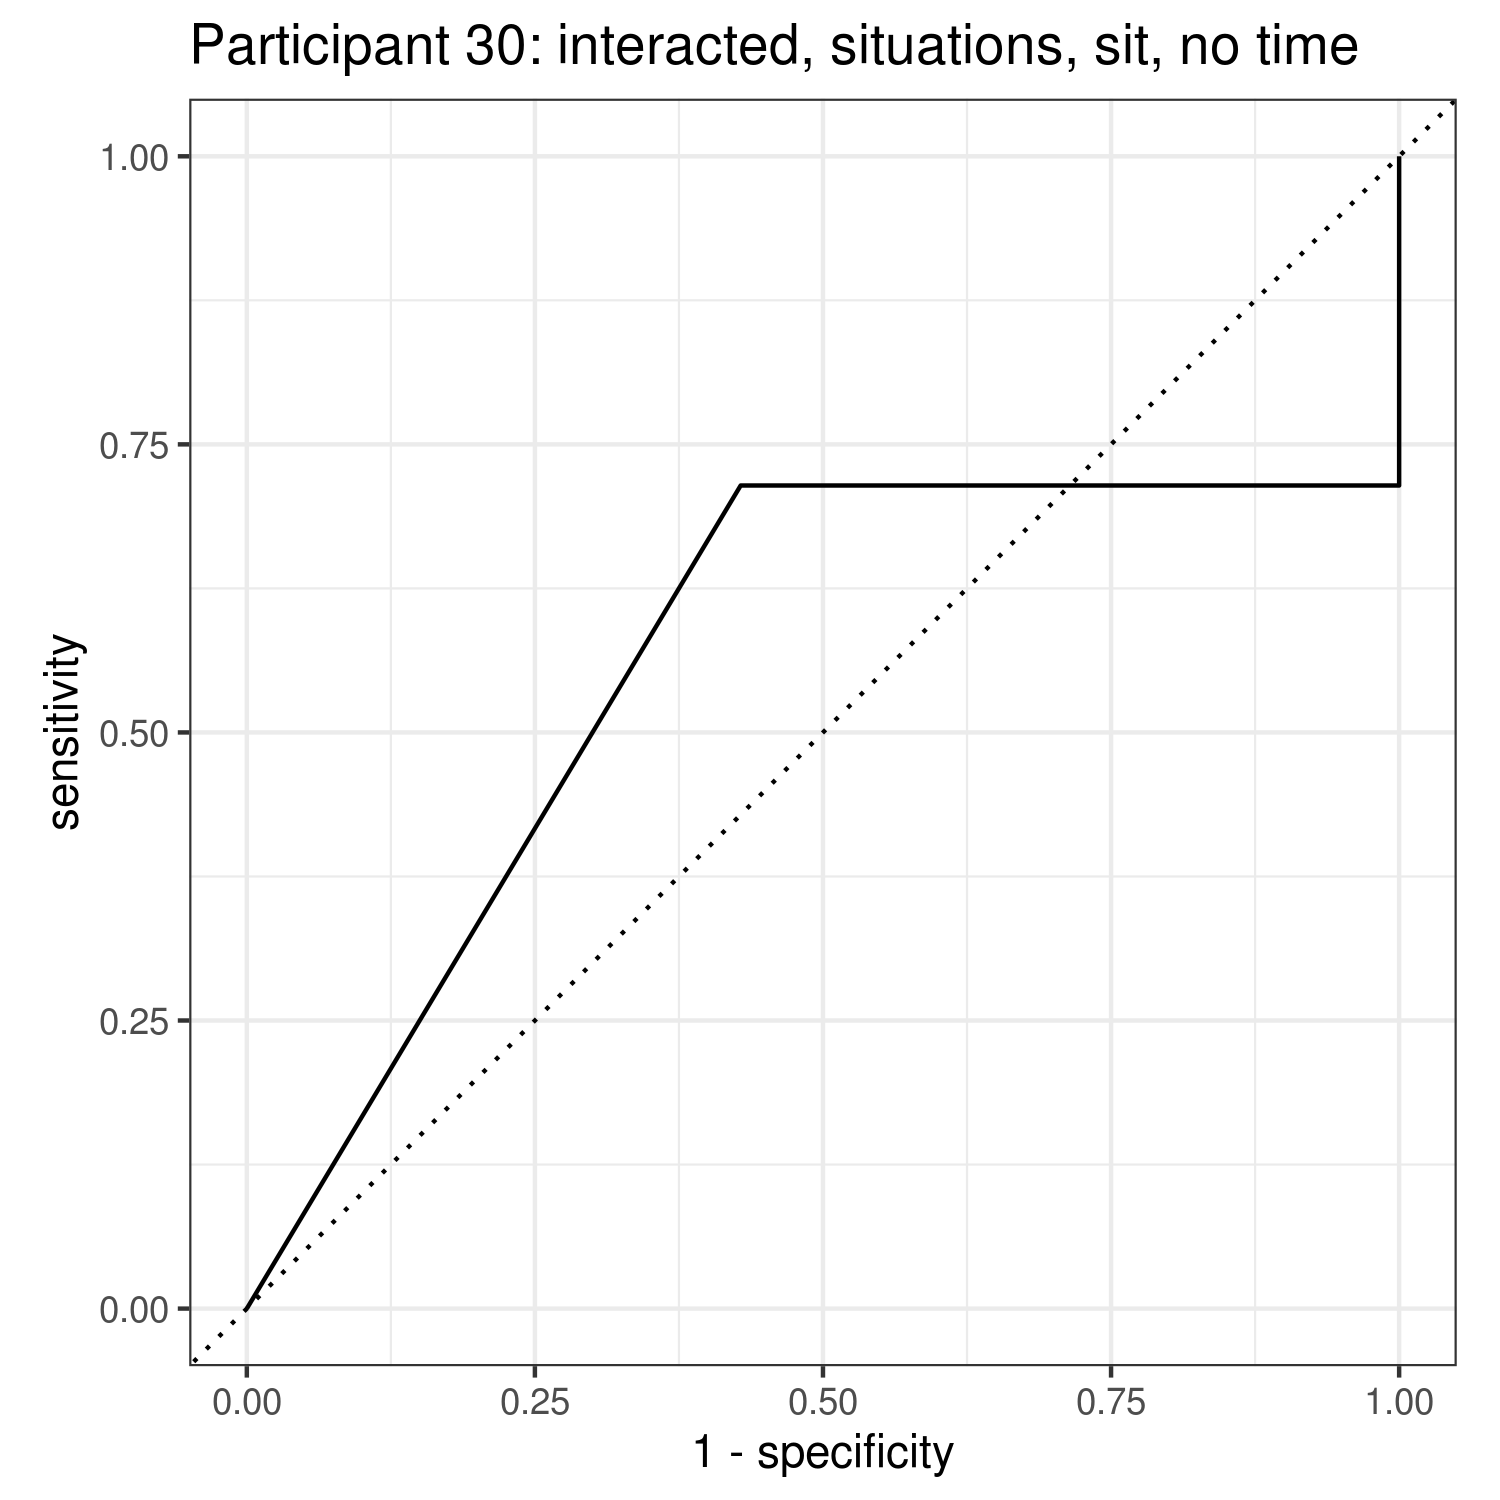 Participant 30: interacted, situations, sit, no time
1.00
0.75
0.50
0.25
0.00
sensitivity
0.00 0.25 0.50 0.75 1.00
1 - specificity